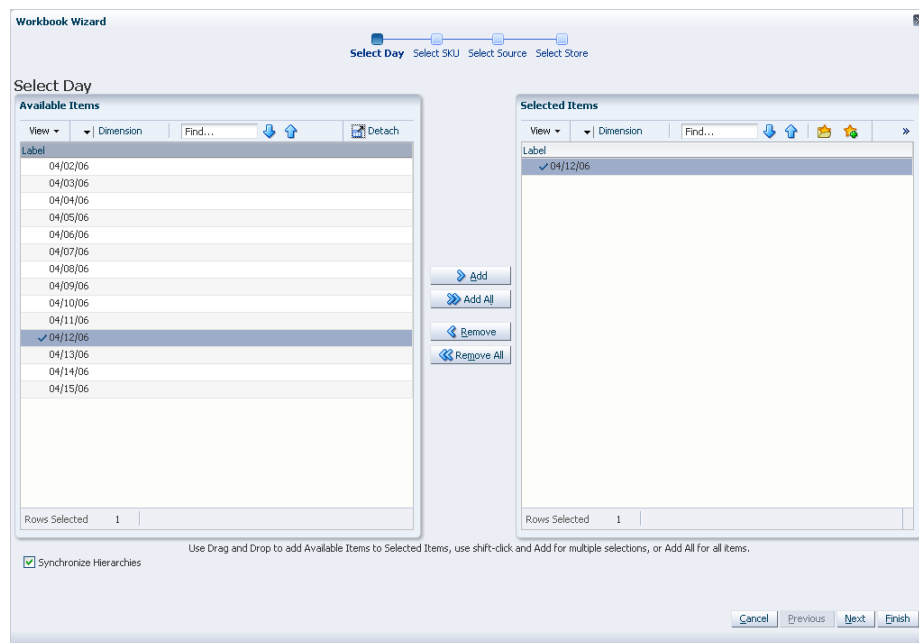 Workbook Wizard
Select Day Select SKU Select Source Select Store
Select Day
Available Items
View Dimension Find... Detach
Label
04/02/06
04/03/06
04/04/06
04/05/06
04/06/06
04/07/06
04/08/06
04/09/06
04/10/06
04/11/06
04/12/06
04/13/06
04/14/06
04/15/06
Rows Selected 1
Add
Add All
Remove
Remove All
Selected Items
View Dimension Find... »
Label
04/12/06
Rows Selected 1
Use Drag and Drop to add Available Items to Selected Items, use shift-click and Add for multiple selections, or Add All for all items.
Synchronize Hierarchies
Cancel Previous Next Finish